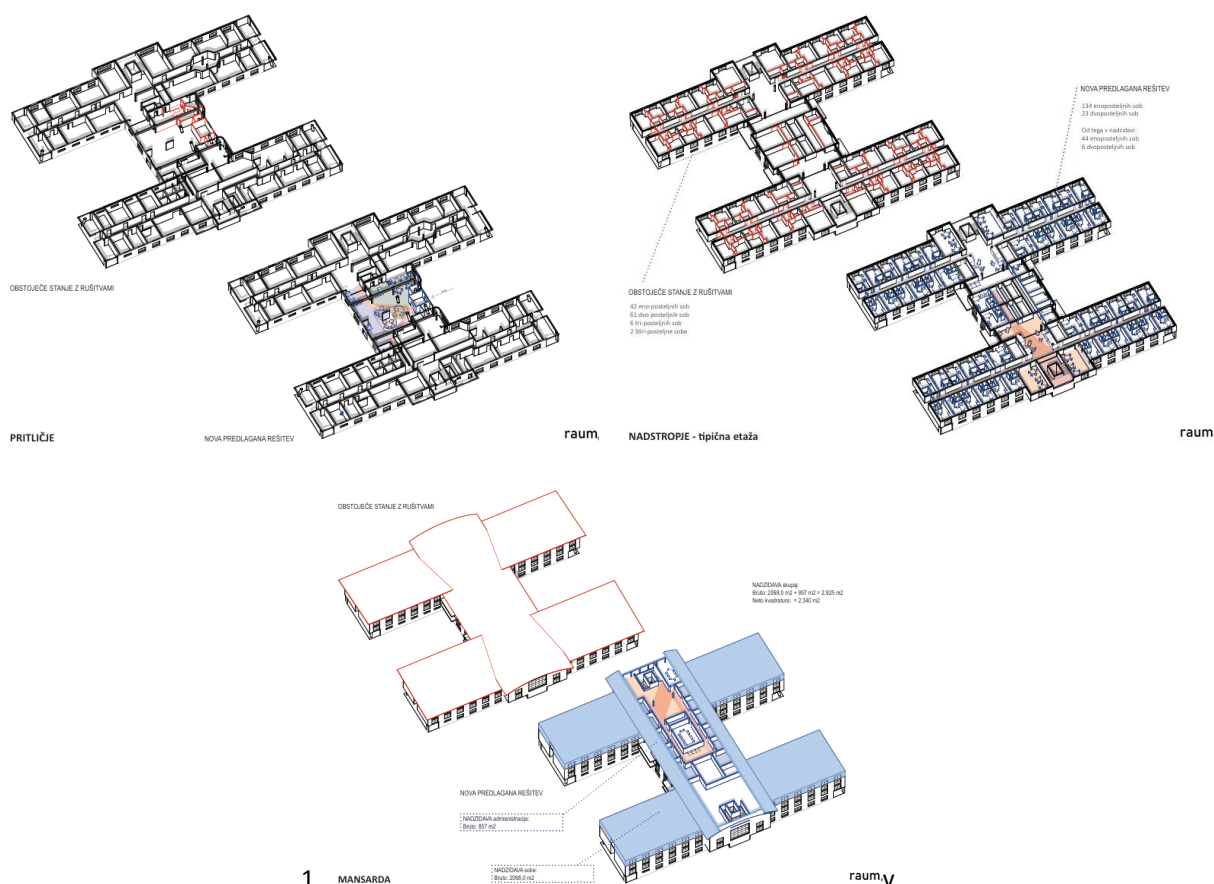 OBSTOJEČE STANJE Z RUŠITVAMI
NOVA PREDLAGANA REŠITEV
PRITLIČJE
raum,
NOVA PREDLAGANA REŠITEV
134 enoposteljnih sob
23 dvoposteljnih sob
Od tega v nadzidavi:
44 enoposteljnih sob
6 dvoposteljnih sob
OBSTOJEČE STANJE Z RUŠITVAMI
42 eno-posteljnih sob
61 dvo-posteljnih sob
6 tri-posteljnih sob
2 štiri-posteljne sobe
NADSTROPJE - tipična etaža
raum
OBSTOJEČE STANJE Z RUŠITVAMI
NADZIDAVA skupaj:
Bruto: 2068,0 m2 + 857 m2 = 2.925 m2
Neto kvadratura: = 2.340 m2
NOVA PREDLAGANA REŠITEV
NADZIDAVA administracija:
Bruto: 857 m2
NADZIDAVA sobe:
Bruto: 2068,0 m2
1 MANSARDA
raum, V